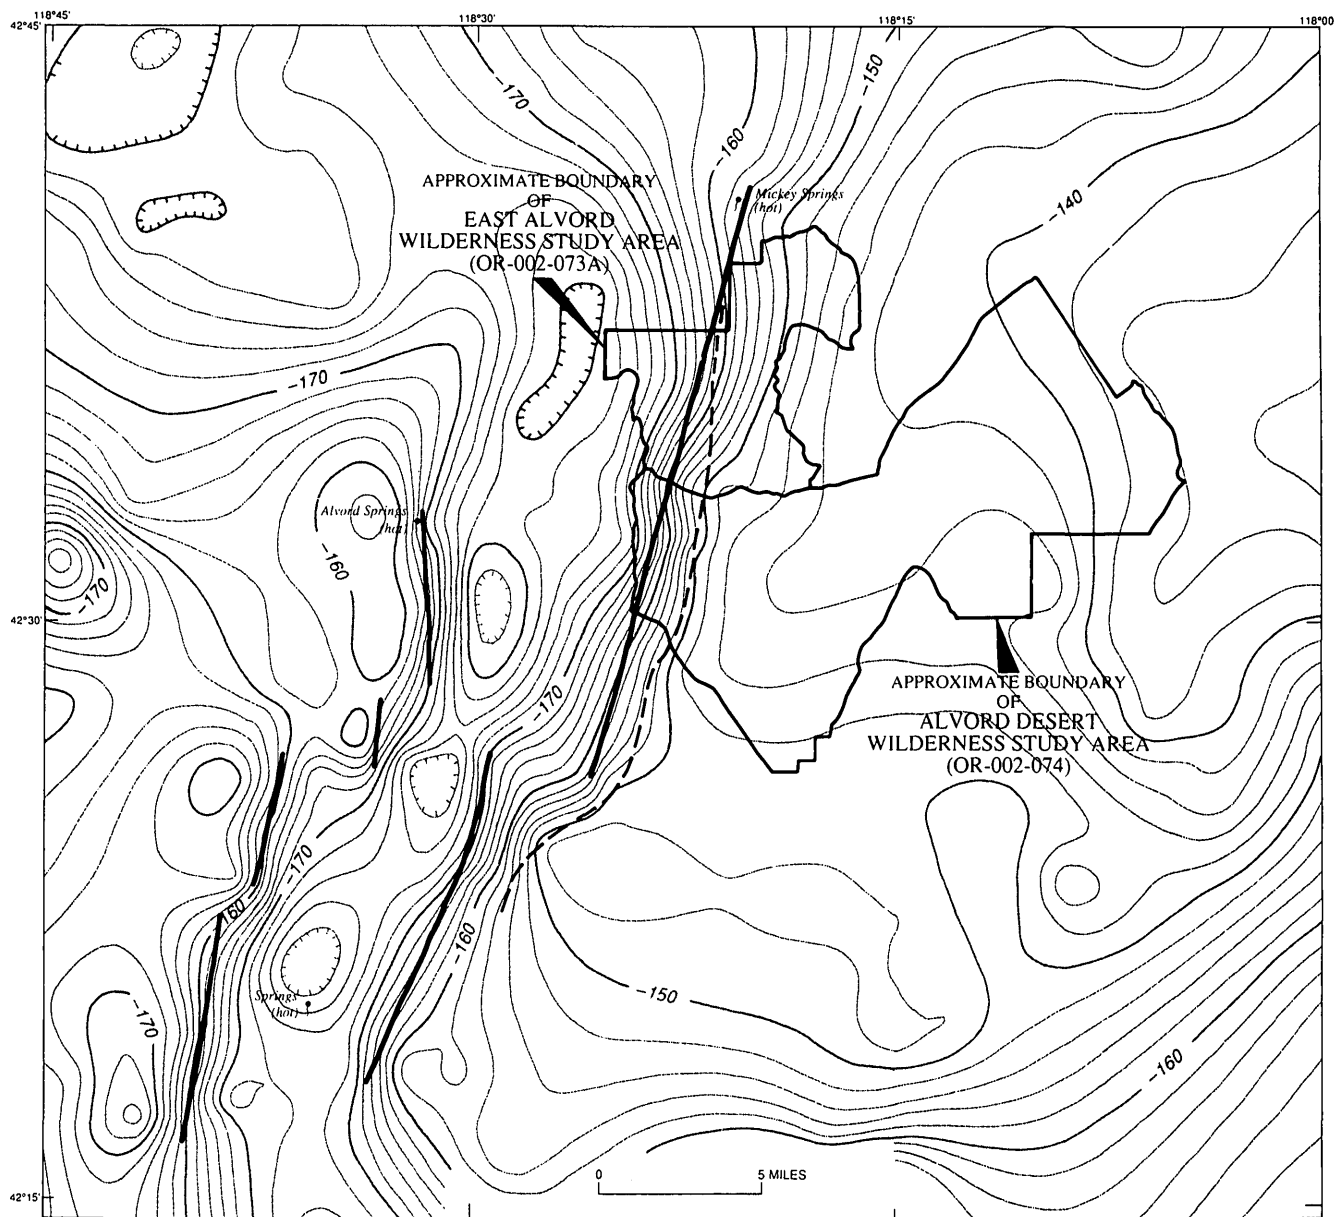 118°45'
118°30'
118°15'
118°00
42°45'
-170
-150
-160
APPROXIMATE BOUNDARY
OF
EAST ALVORD
WILDERNESS STUDY AREA
(OR-002-073A)
Mickey Springs
(hot)
-140
-170
Alvord Springs
(hot)
-160
-170
42°30'
-170
APPROXIMATE BOUNDARY
OF
ALVORD DESERT
WILDERNESS STUDY AREA
(OR-002-074)
-170
-160
-160
-150
Springs
(hot)
-170
-160
0 5 MILES
42°15'